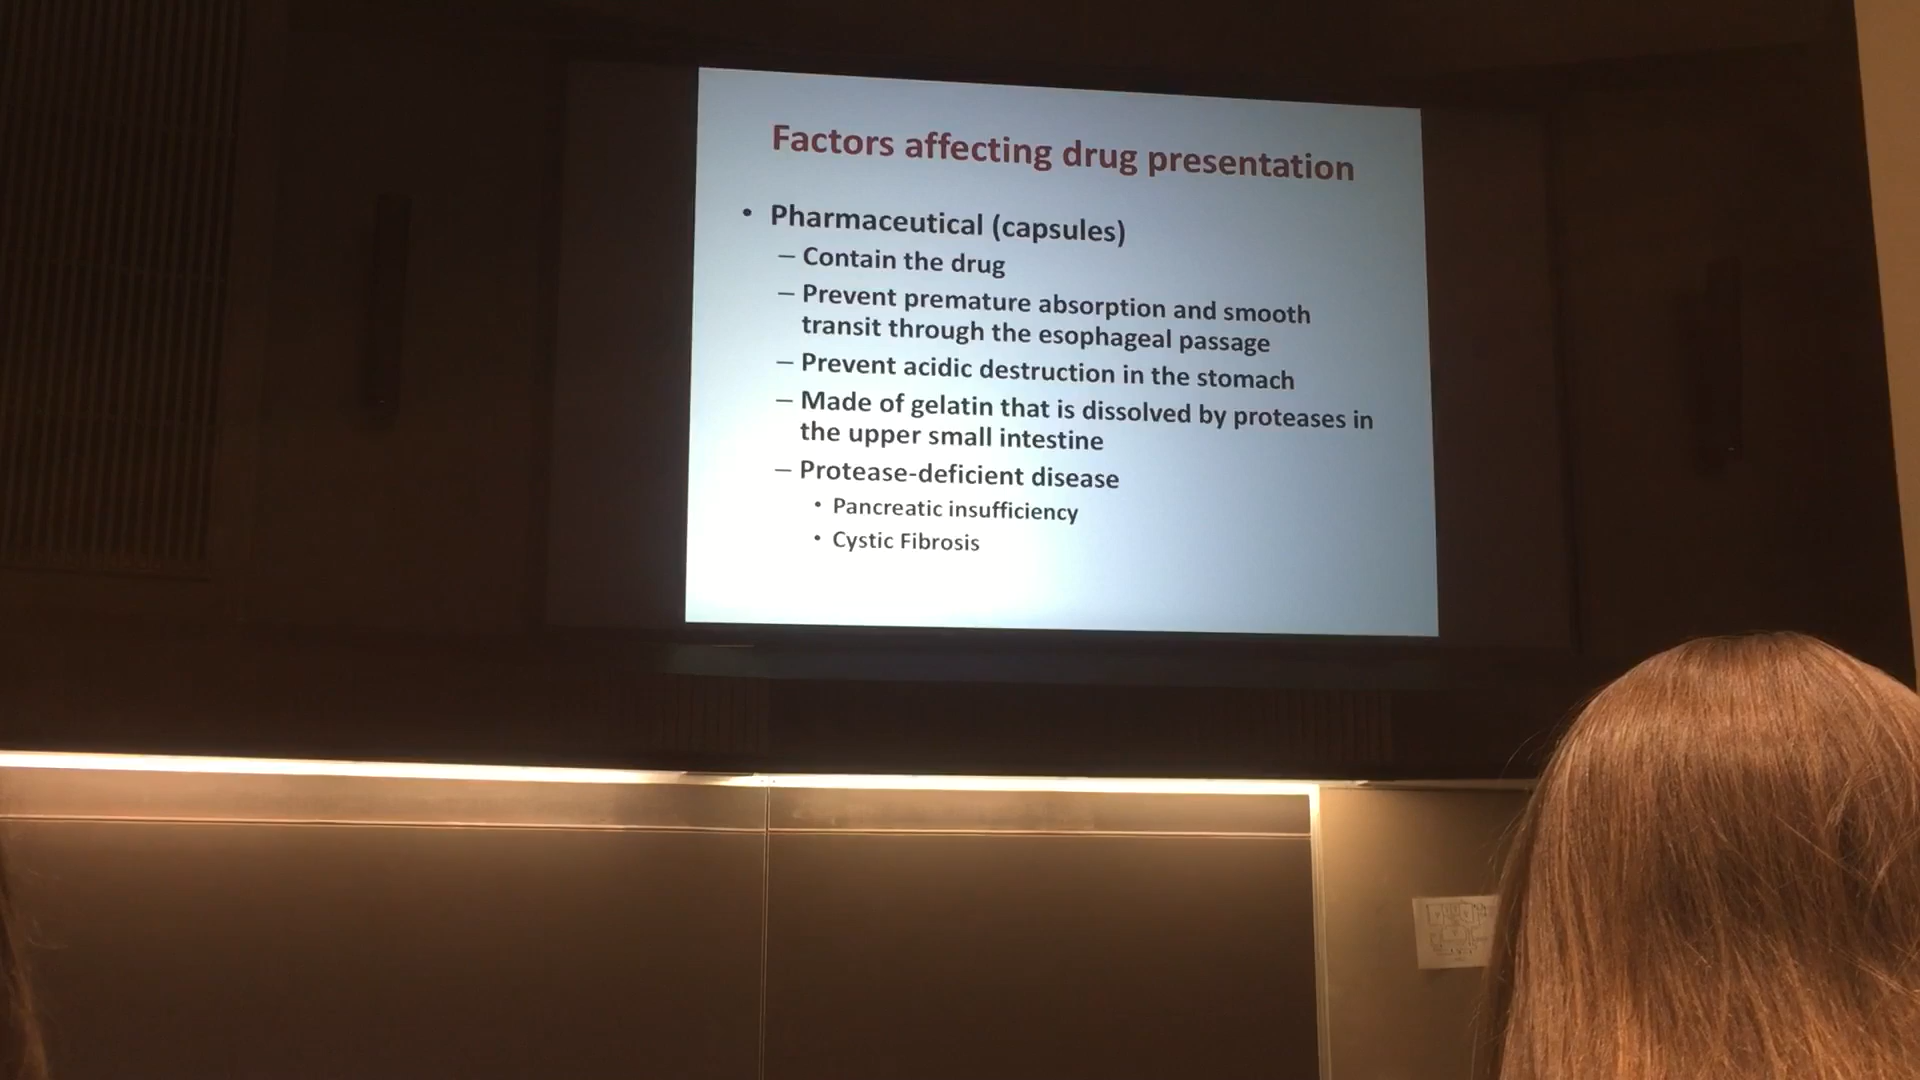 Factors affecting drug presentation
• Pharmaceutical (capsules)
– Contain the drug
– Prevent premature absorption and smooth
transit through the esophageal passage
– Prevent acidic destruction in the stomach
– Made of gelatin that is dissolved by proteases in
the upper small intestine
– Protease-deficient disease
• Pancreatic insufficiency
• Cystic Fibrosis